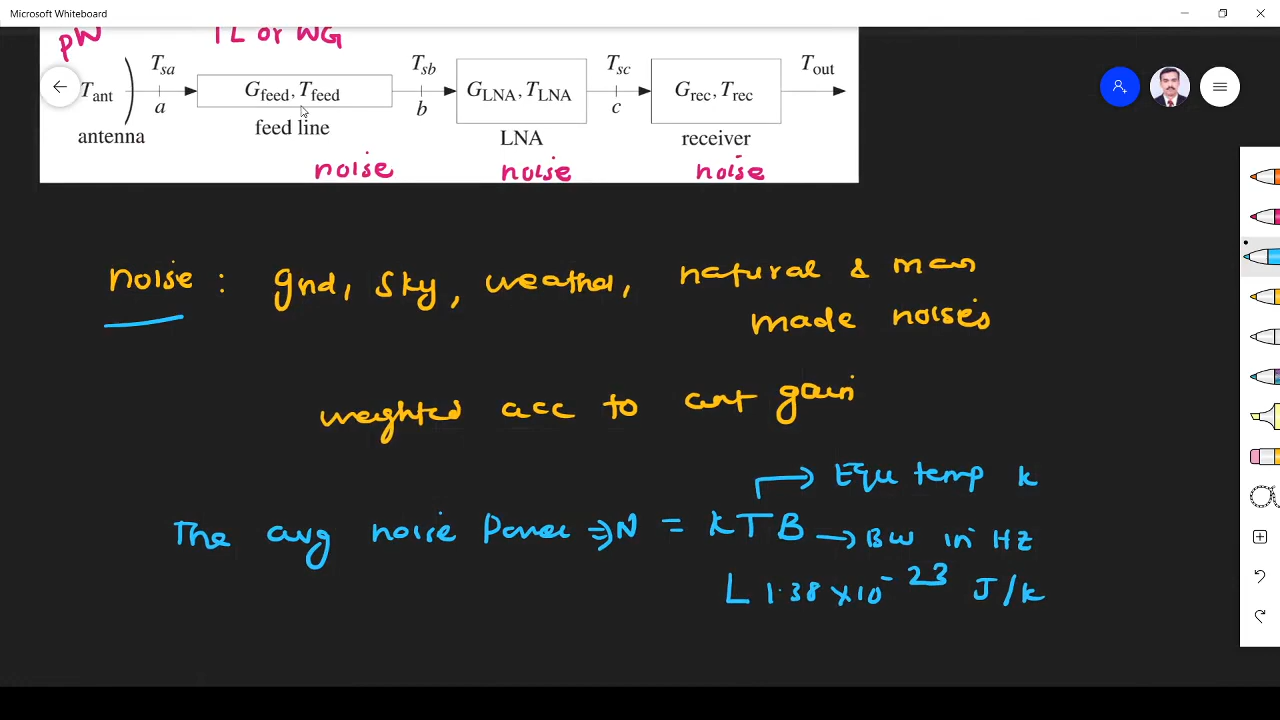 Microsoft Whiteboard
pW TL or WG
T_ant T_sa G_feed, T_feed T_sb G_LNA, T_LNA T_sc G_rec, T_rec T_out
a b c
antenna feed line LNA receiver
noise noise noise
noise : gnd, sky, weather, natural & man
made noises
weighted acc to ant gain
→ Equ temp k
The avg noise Power ⇒ N = kTB → BW in Hz
1.38 × 10^-23 J/k